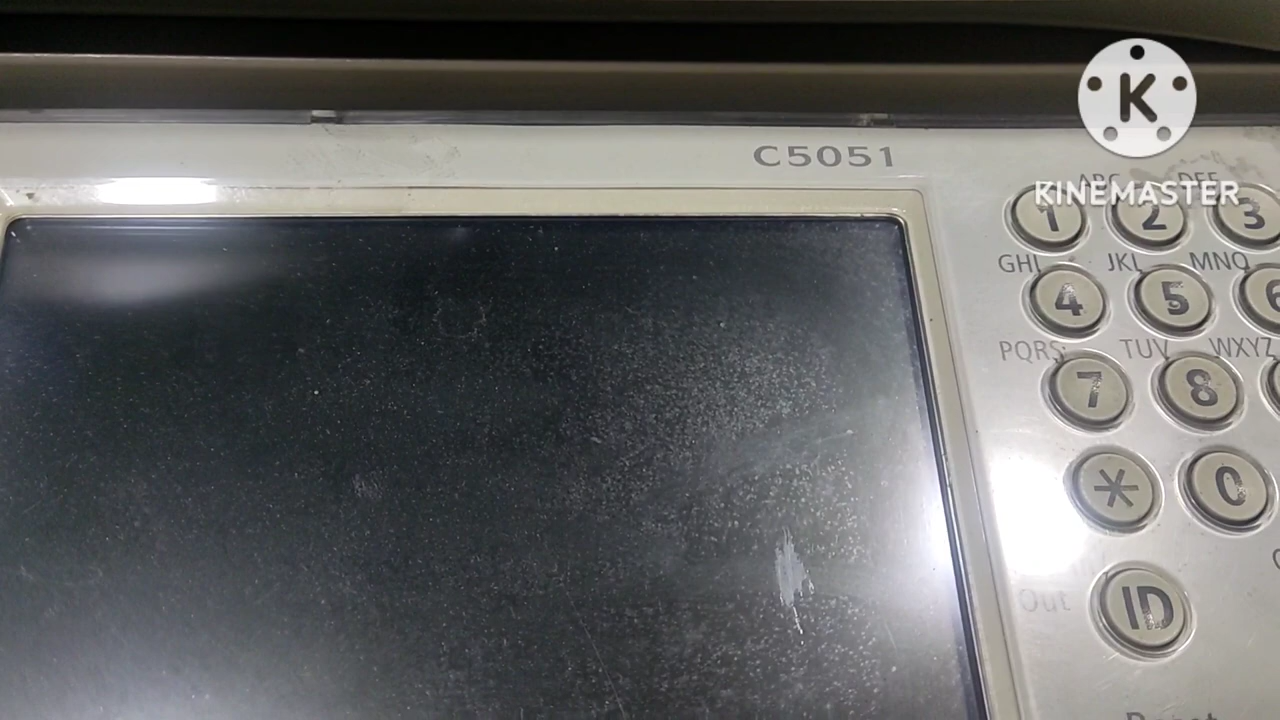 K
KINEMASTER
C5051
ABC DEF
1 2 3
GHI JKL MNO
4 5 6
PQRS TUV WXYZ
7 8
* 0
Out
ID